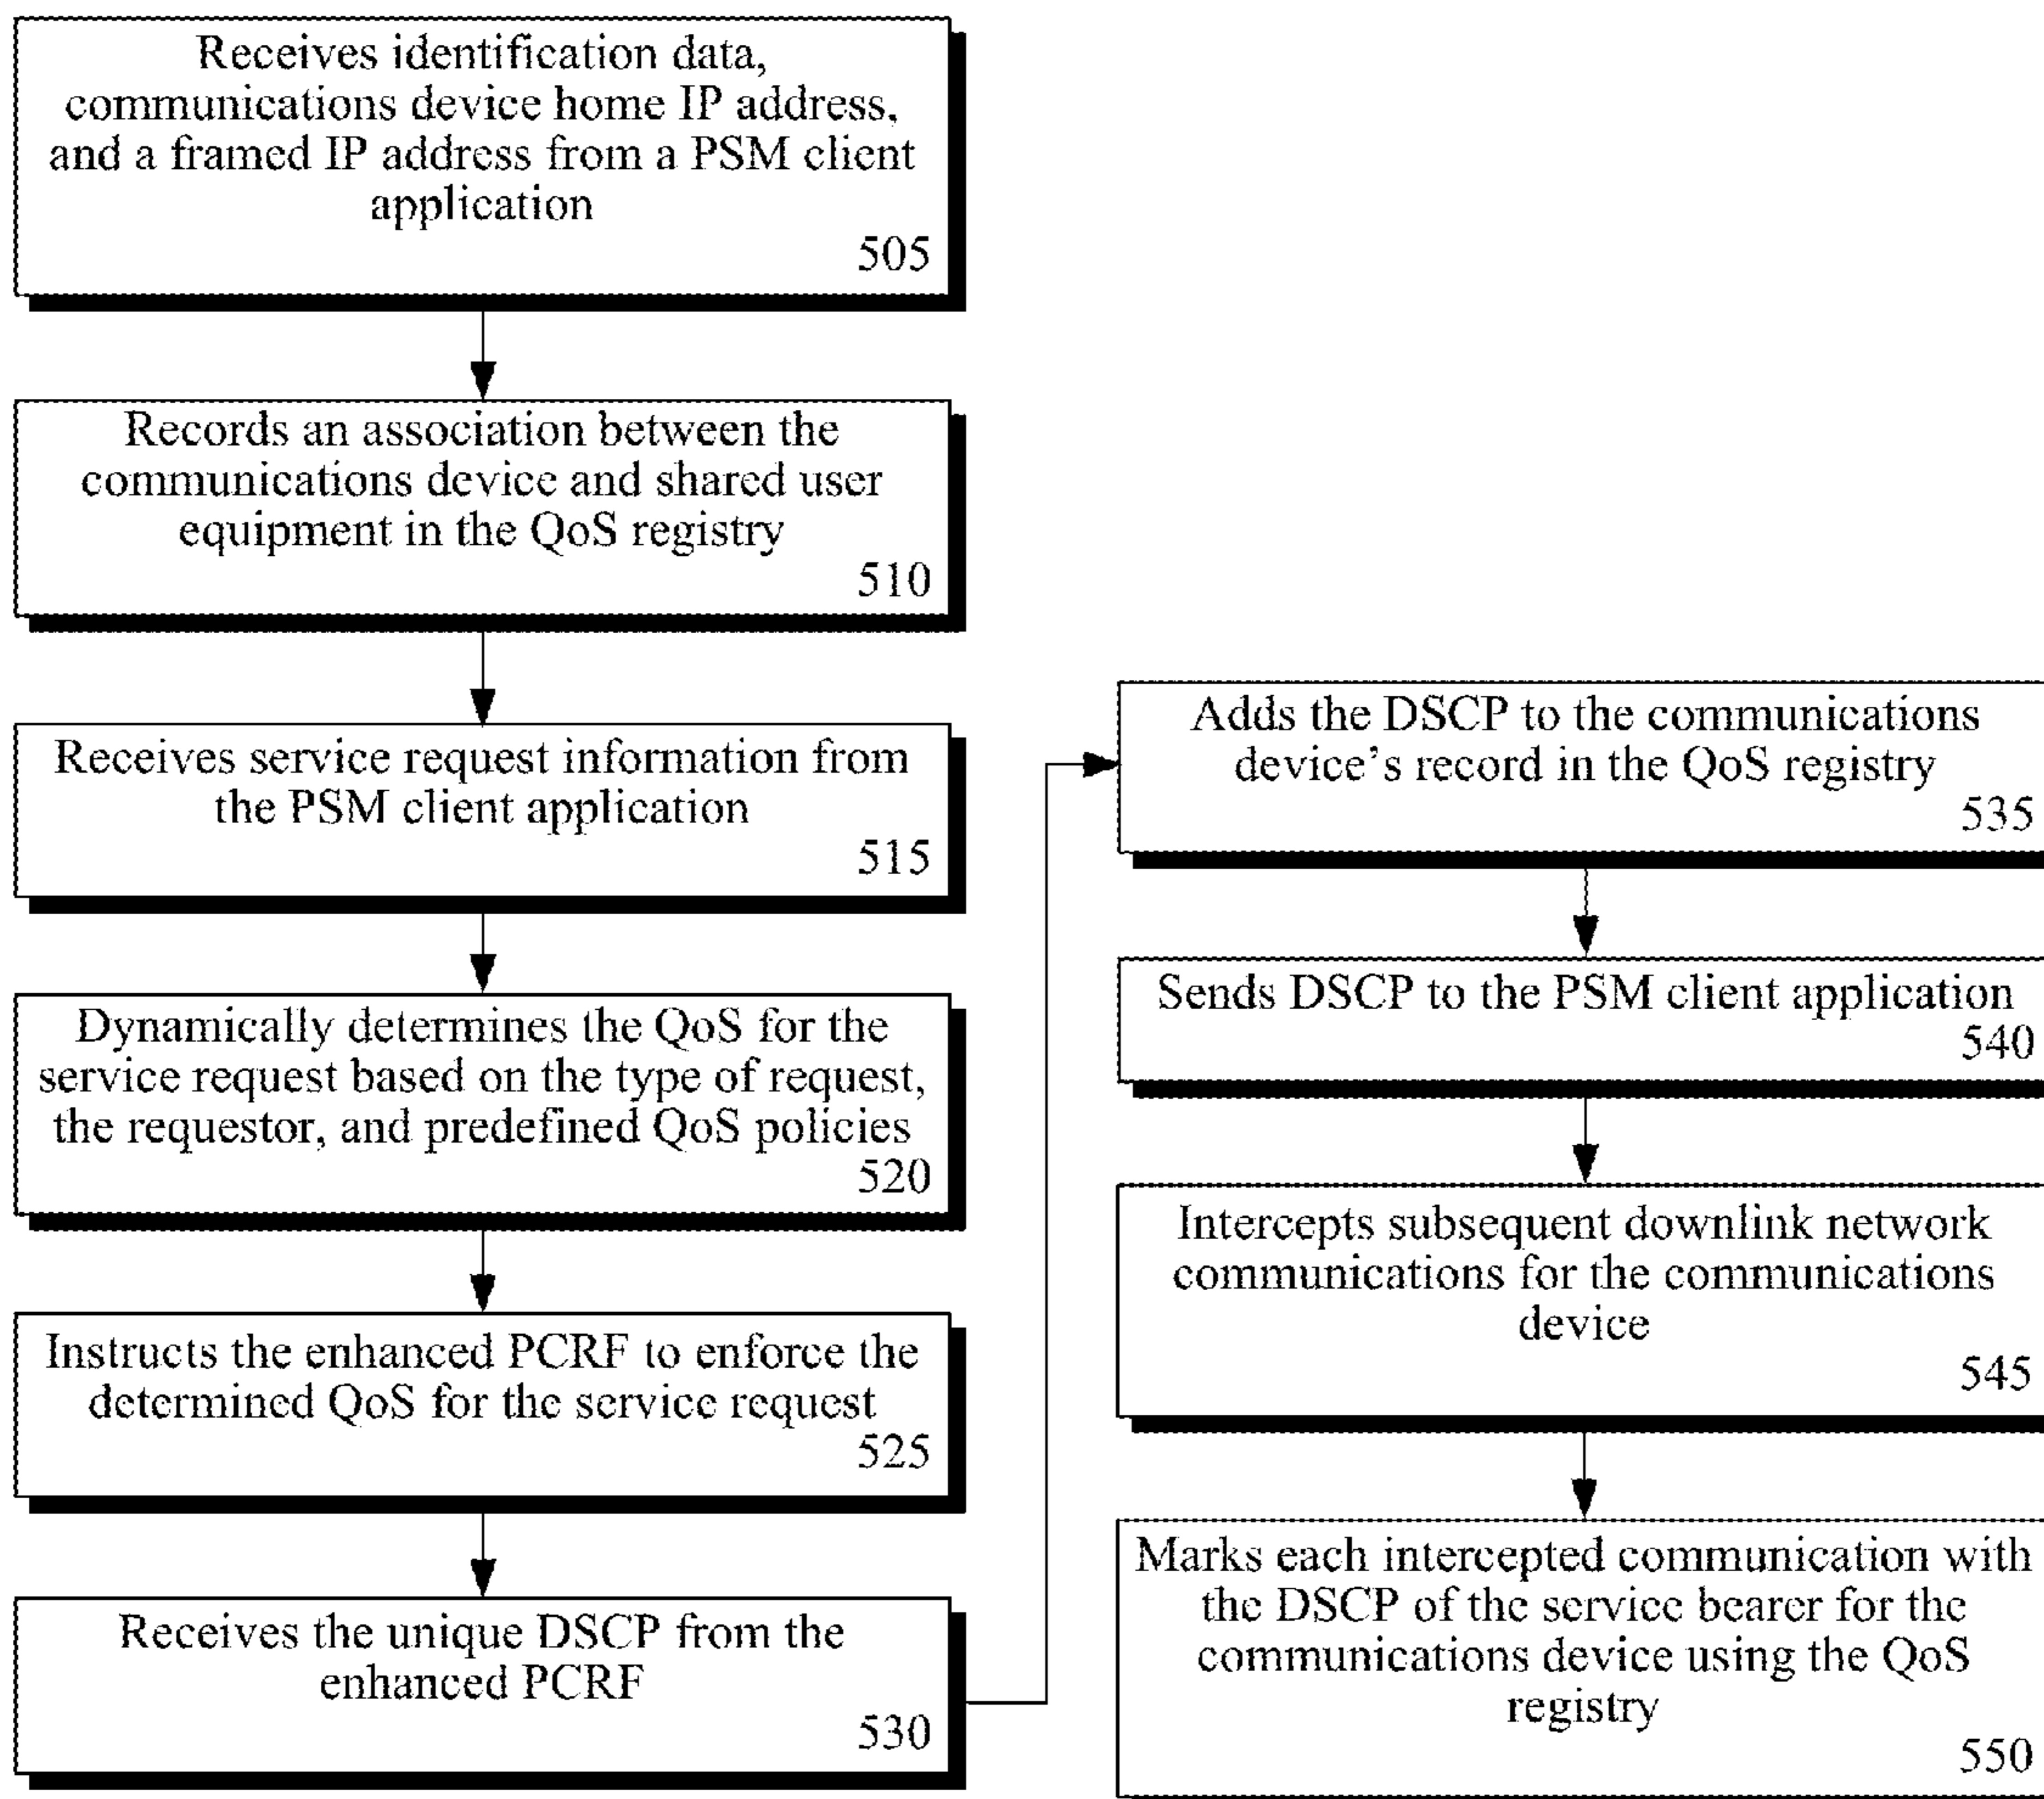 Receives identification data,
communications device home IP address,
and a framed IP address from a PSM client
application
505
Records an association between the
communications device and shared user
equipment in the QoS registry
510
Receives service request information from
the PSM client application
515
Dynamically determines the QoS for the
service request based on the type of request,
the requestor, and predefined QoS policies
520
Instructs the enhanced PCRF to enforce the
determined QoS for the service request
525
Receives the unique DSCP from the
enhanced PCRF
530
Adds the DSCP to the communications
device's record in the QoS registry
535
Sends DSCP to the PSM client application
540
Intercepts subsequent downlink network
communications for the communications
device
545
Marks each intercepted communication with
the DSCP of the service bearer for the
communications device using the QoS
registry
550